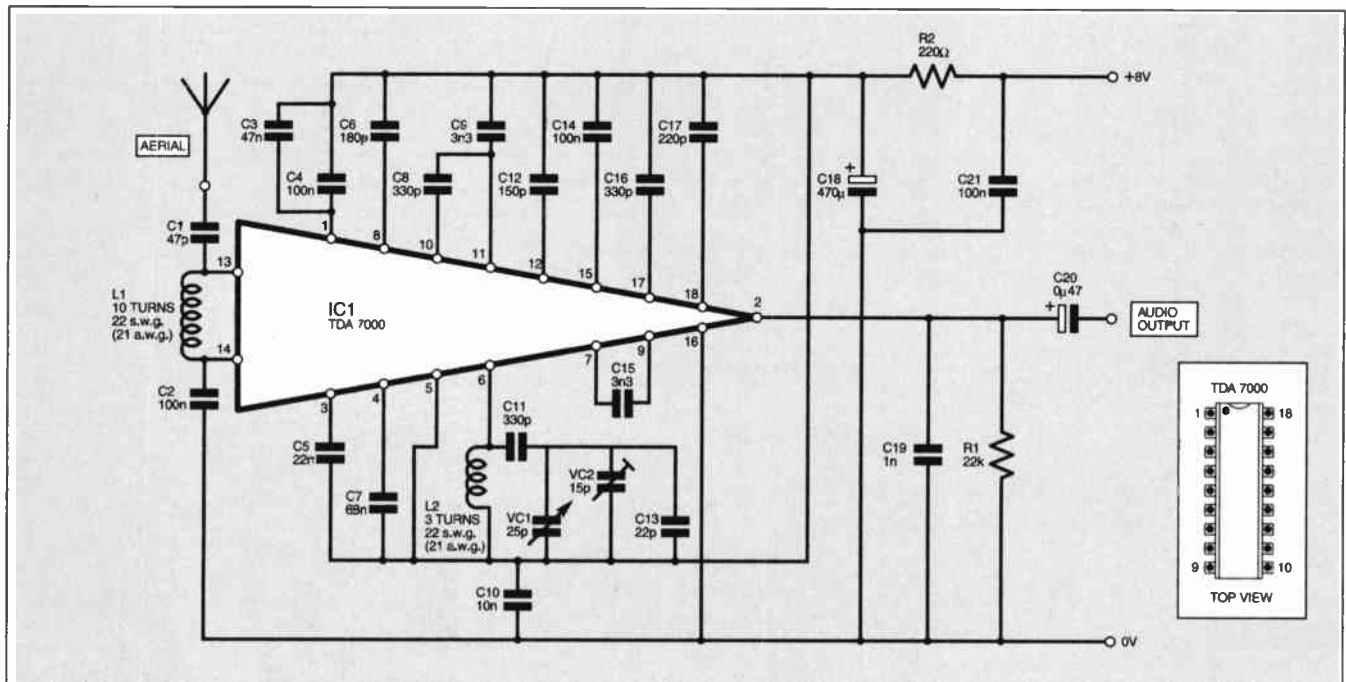 R2
220Ω
+8V
C3
47n
C6
180p
C9
3n3
C14
100n
C17
220p
AERIAL
C4
100n
C8
330p
C12
150p
C16
330p
C18
470µ
+
C21
100n
C1
47p
1
8
10
11
12
15
17
18
2
13
L1
10 TURNS
22 s.w.g.
(21 a.w.g.)
IC1
TDA 7000
C20
0µ47
+
AUDIO
OUTPUT
14
C2
100n
3
4
5
6
7
9
16
C15
3n3
C5
22n
C7
68n
C11
330p
L2
3 TURNS
22 s.w.g.
(21 a.w.g.)
VC1
25p
VC2
15p
C13
22p
C19
1n
R1
22k
C10
10n
0V
TDA 7000
1
18
9
10
TOP VIEW